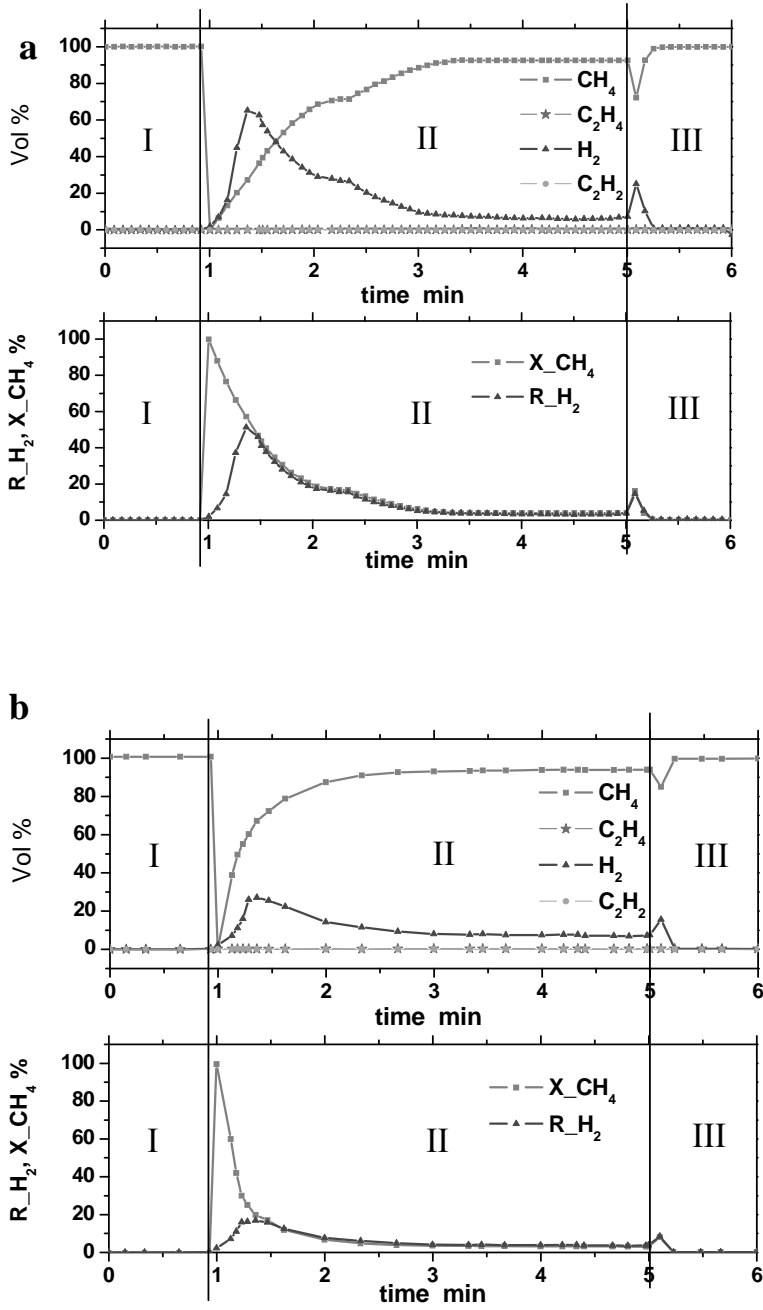 a
100
80
60
40
20
0
Vol %
I
II
III
CH₄
C₂H₄
H₂
C₂H₂
0 1 2 3 4 5 6
time min
100
80
60
40
20
0
R_H₂, X_CH₄ %
I
II
III
X_CH₄
R_H₂
0 1 2 3 4 5 6
time min
b
100
80
60
40
20
0
Vol %
I
II
III
CH₄
C₂H₄
H₂
C₂H₂
0 1 2 3 4 5 6
time min
100
80
60
40
20
0
R_H₂, X_CH₄ %
I
II
III
X_CH₄
R_H₂
0 1 2 3 4 5 6
time min